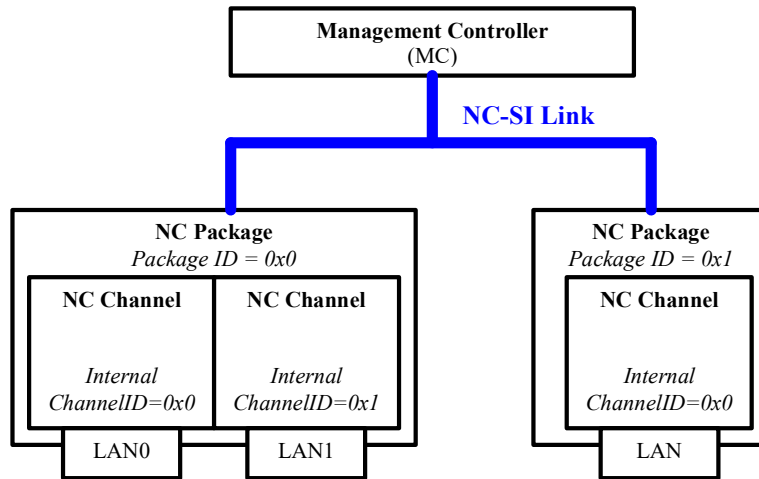 Management Controller
(MC)
NC-SI Link
NC Package
Package ID = 0x0
NC Channel
Internal
ChannelID=0x0
NC Channel
Internal
ChannelID=0x1
LAN0
LAN1
NC Package
Package ID = 0x1
NC Channel
Internal
ChannelID=0x0
LAN